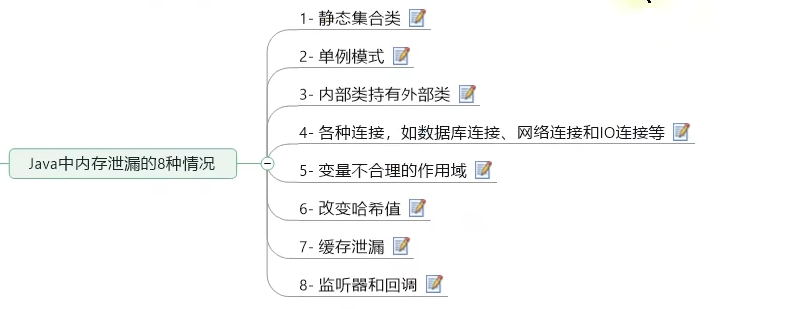 1- 静态集合类
2- 单例模式
3- 内部类持有外部类
4- 各种连接，如数据库连接、网络连接和IO连接等
Java中内存泄漏的8种情况
5- 变量不合理的作用域
6- 改变哈希值
7- 缓存泄漏
8- 监听器和回调